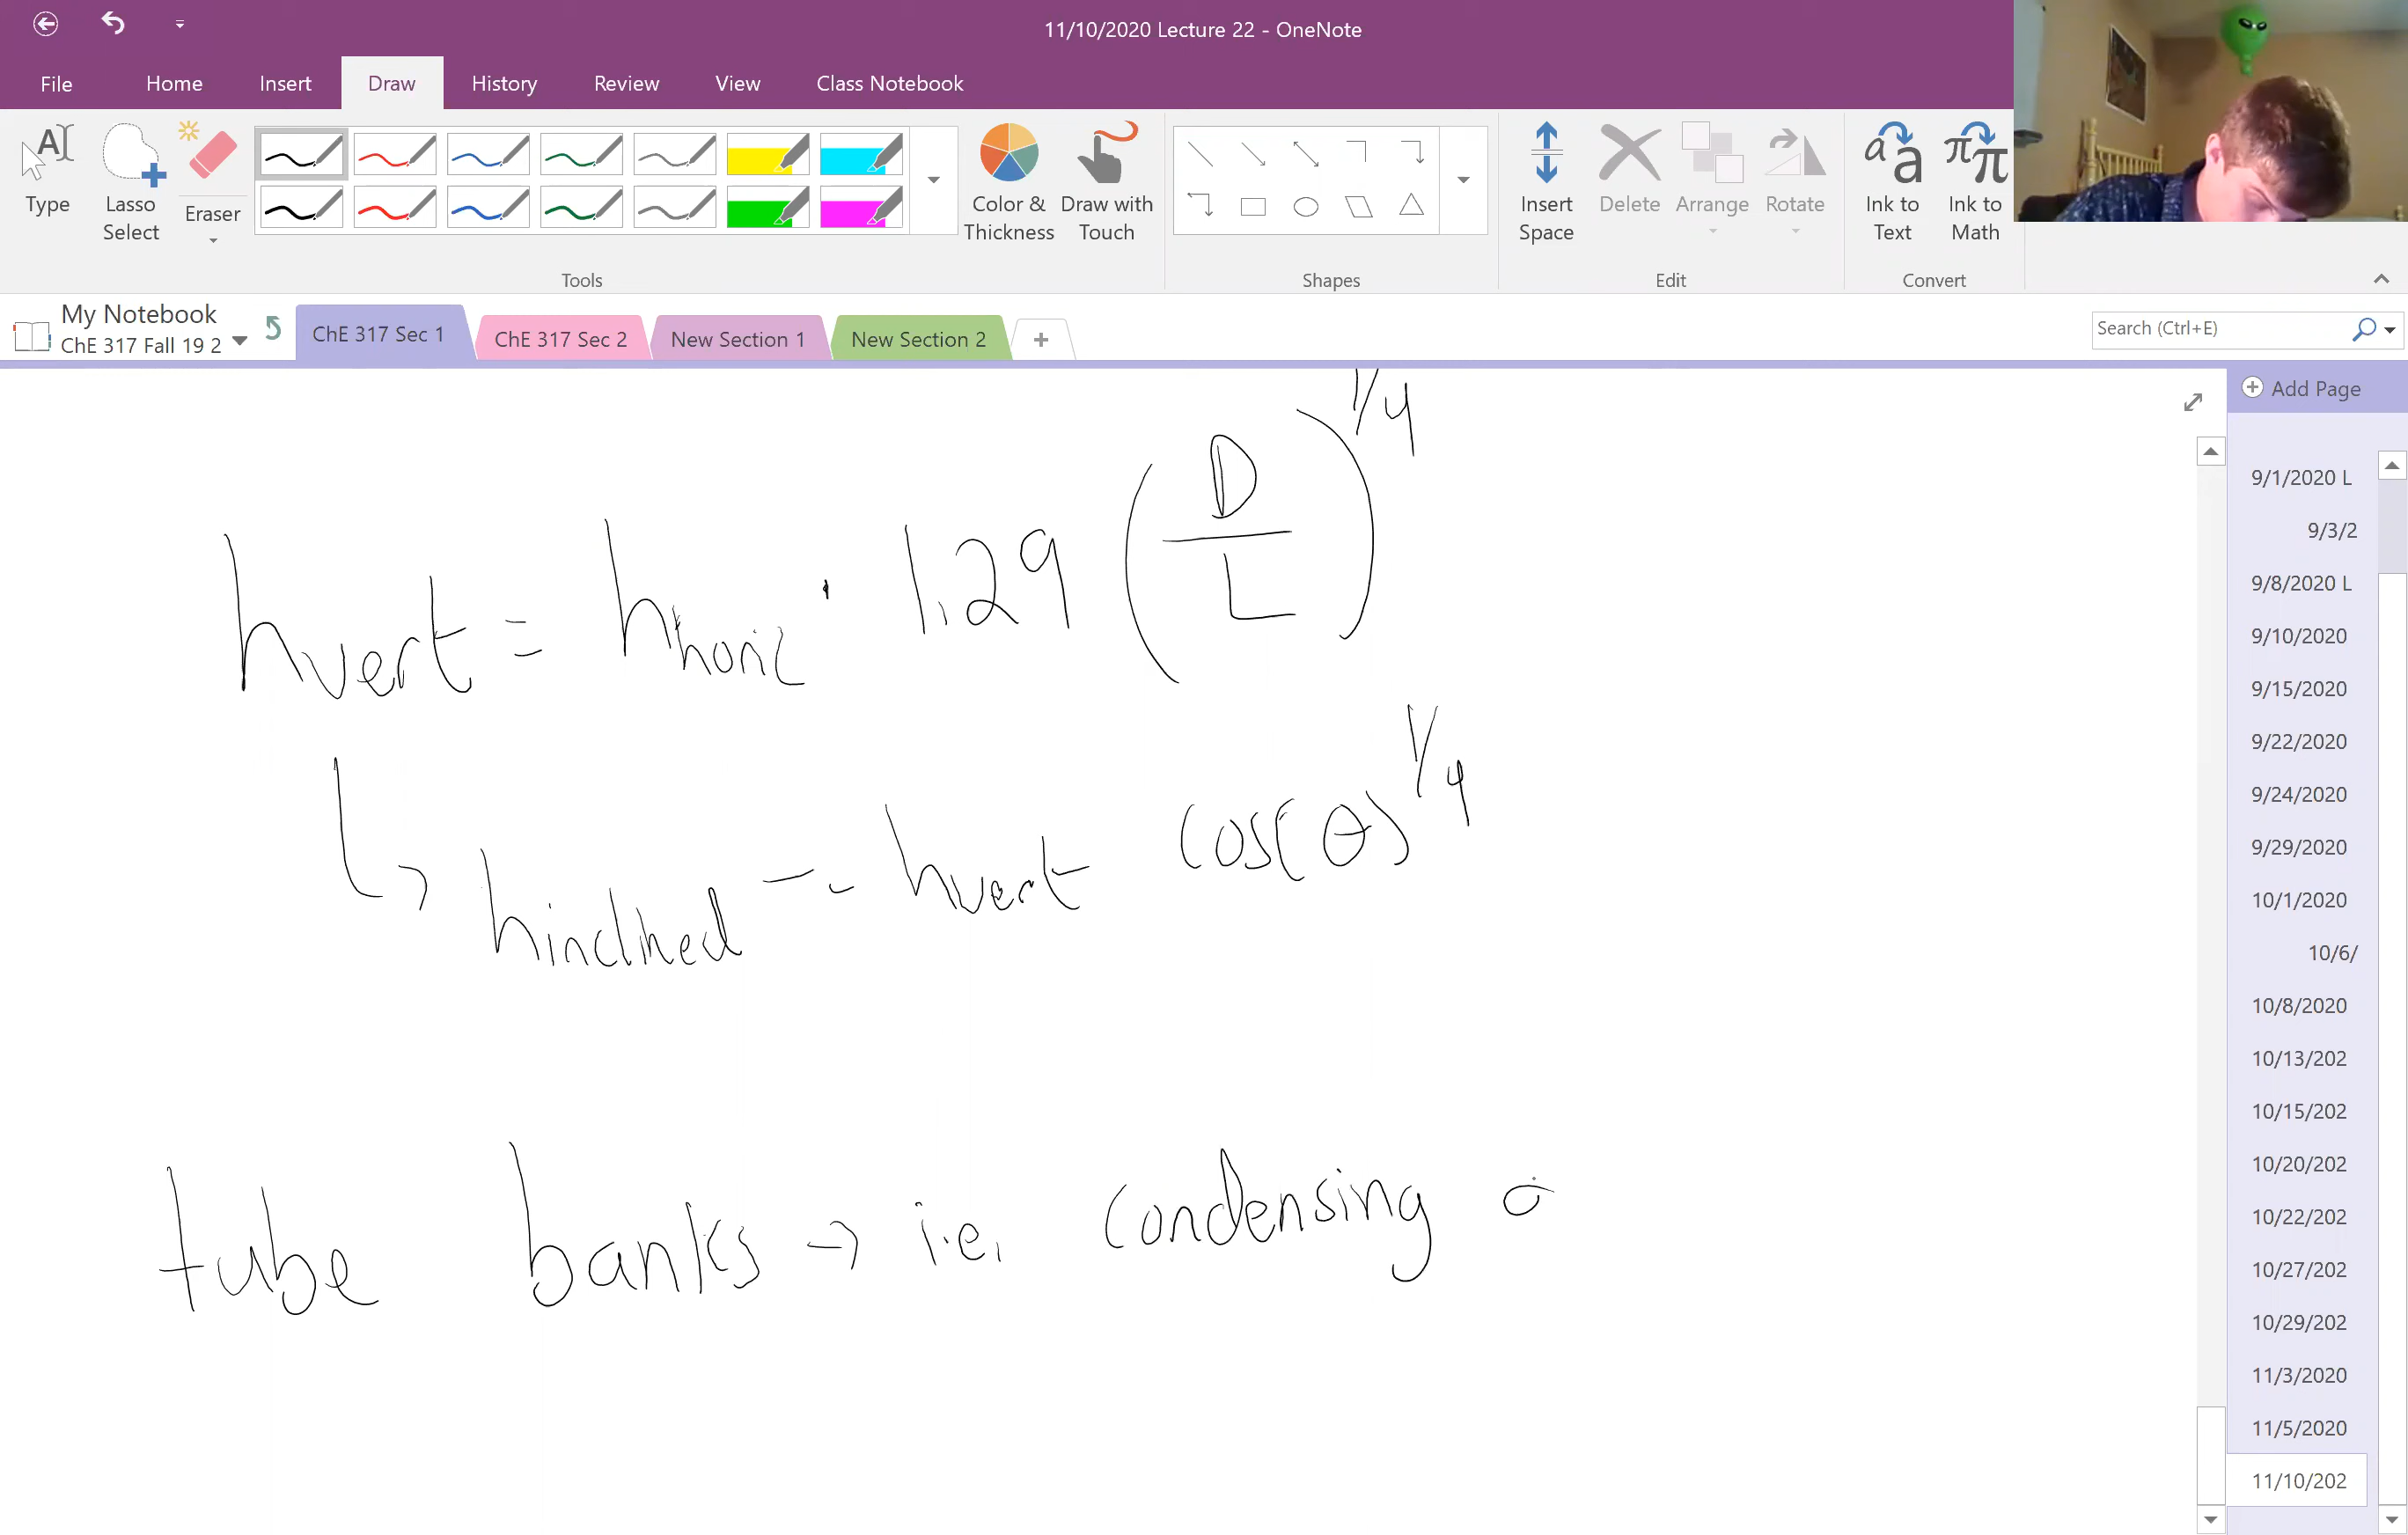 11/10/2020 Lecture 22 - OneNote
File Home Insert Draw History Review View Class Notebook
Type Lasso Select Eraser Color & Thickness Draw with Touch Insert Space Delete Arrange Rotate Ink to Text Ink to Math
Tools Shapes Edit Convert
My Notebook
ChE 317 Fall 19 2
ChE 317 Sec 1 ChE 317 Sec 2 New Section 1 New Section 2 +
Search (Ctrl+E)
Add Page
9/1/2020 L
9/3/2
9/8/2020 L
9/10/2020
9/15/2020
9/22/2020
9/24/2020
9/29/2020
10/1/2020
10/6/
10/8/2020
10/13/202
10/15/202
10/20/202
10/22/202
10/27/202
10/29/202
11/3/2020
11/5/2020
11/10/202
h vert = h horiz · 1.29 (D/L)^1/4
↳ h inclined = h vert cos(θ)^1/4
tube banks → i.e. condensing o